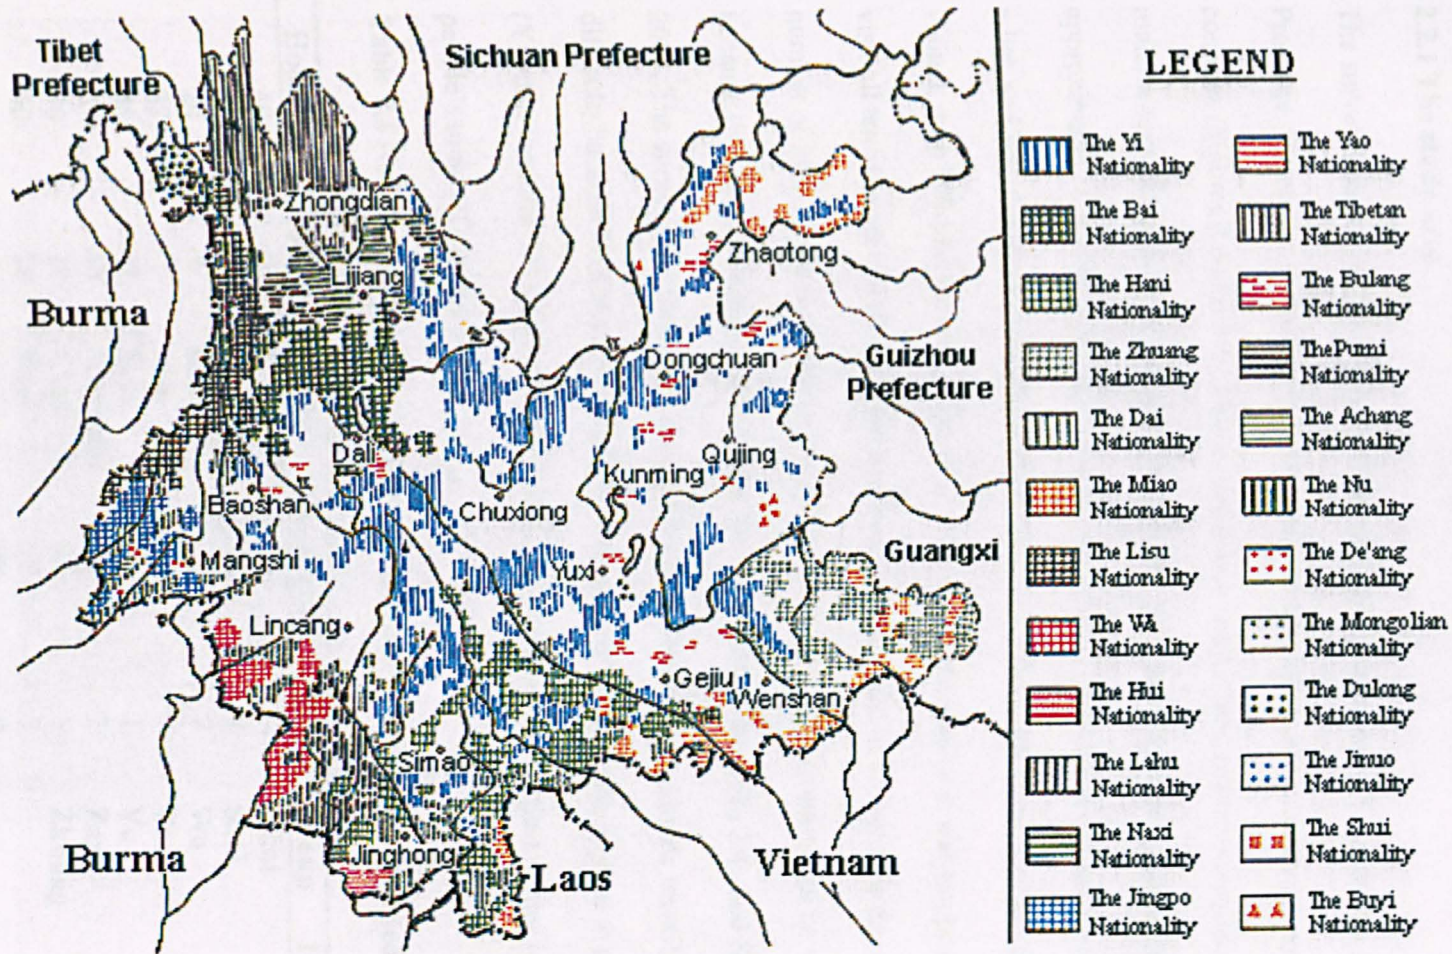 Tibet
Prefecture
Sichuan Prefecture
Zhongdian
Lijiang
Zhaotong
Burma
Dongchuan
Guizhou
Prefecture
Dali
Kunming
Qujing
Baoshan
Chuxiong
Guangxi
Mangshi
Yuxi
Lincang
Gejiu
Wenshan
Simao
Burma
Jinghong
Laos
Vietnam
LEGEND
The Yi
Nationality
The Bai
Nationality
The Hani
Nationality
The Zhuang
Nationality
The Dai
Nationality
The Miao
Nationality
The Lisu
Nationality
The Wa
Nationality
The Hui
Nationality
The Lahu
Nationality
The Naxi
Nationality
The Jingpo
Nationality
The Yao
Nationality
The Tibetan
Nationality
The Bulang
Nationality
The Pumi
Nationality
The Achang
Nationality
The Nu
Nationality
The De'ang
Nationality
The Mongolian
Nationality
The Dulong
Nationality
The Jinuo
Nationality
The Shui
Nationality
The Buyi
Nationality